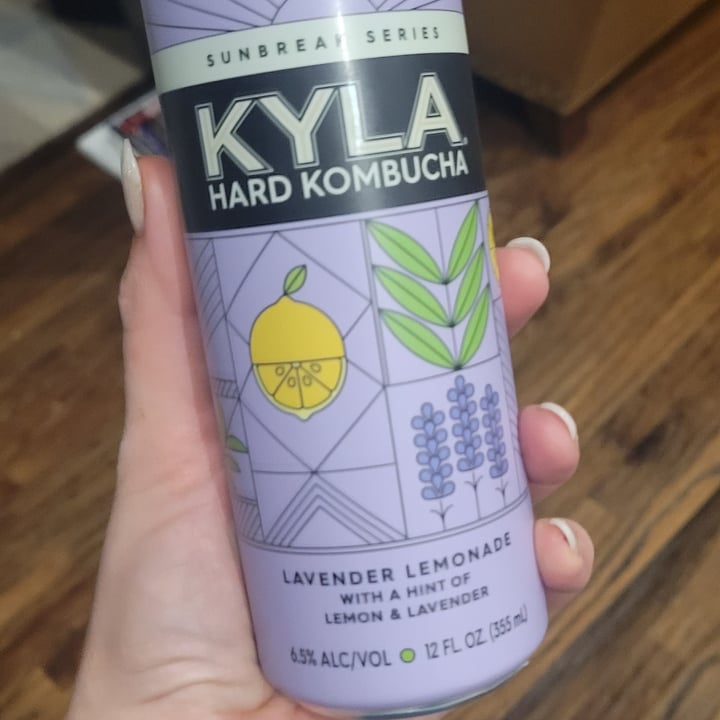 SUNBREAK SERIES
KYLA
HARD KOMBUCHA
LAVENDER LEMONADE
WITH A HINT OF
LEMON & LAVENDER
6.5% ALC/VOL 12 FL. OZ. (355 mL)